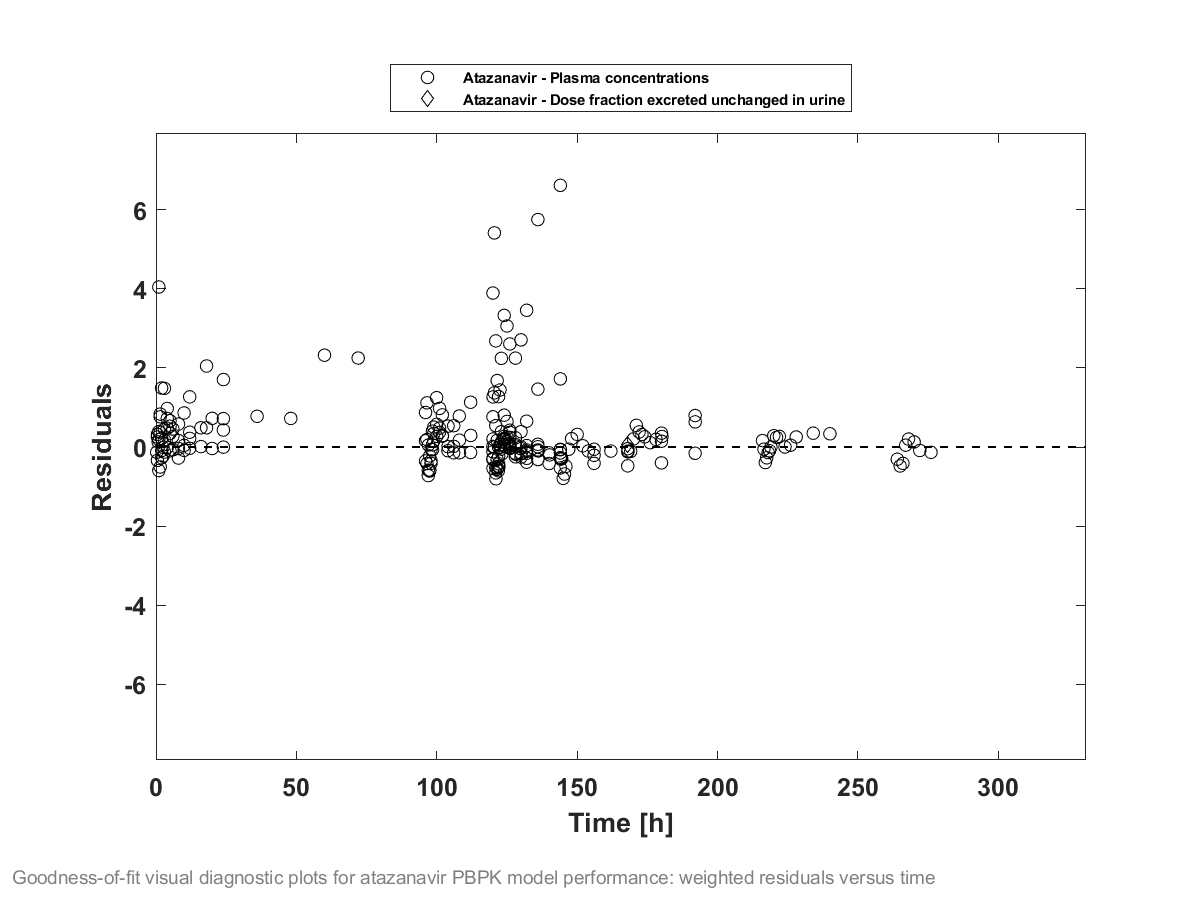 Atazanavir - Plasma concentrations
Atazanavir - Dose fraction excreted unchanged in urine
6
4
2
0
-2
-4
-6
Residuals
0 50 100 150 200 250 300
Time [h]
Goodness-of-fit visual diagnostic plots for atazanavir PBPK model performance: weighted residuals versus time